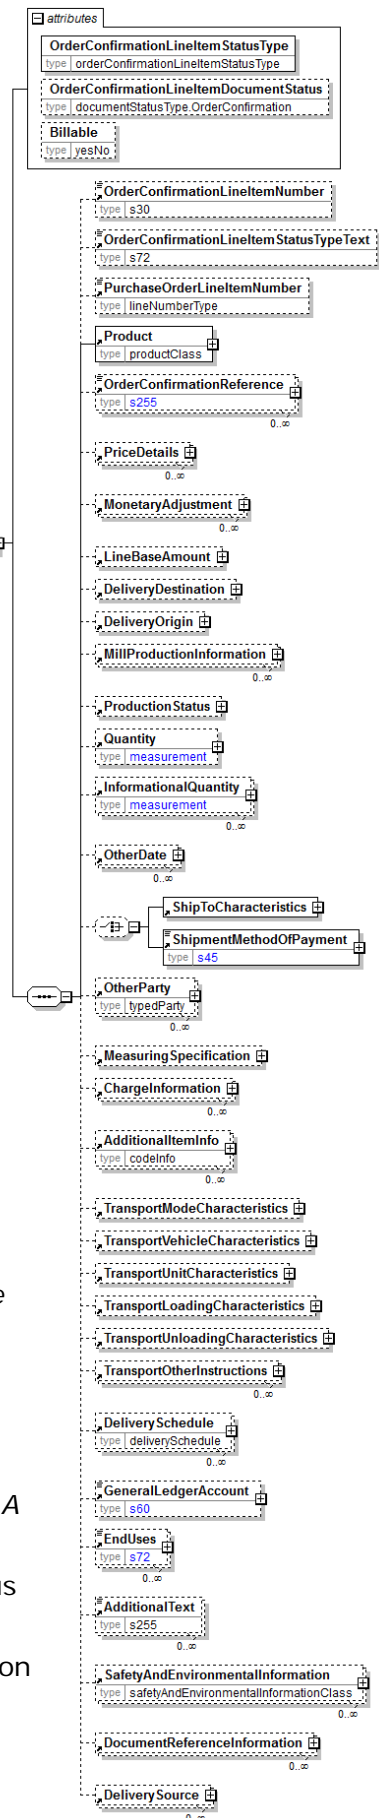 attributes
OrderConfirmationLineItemStatusType
type orderConfirmationLineItemStatusType
OrderConfirmationLineItemDocumentStatus
type documentStatusType.OrderConfirmation
Billable
type yesNo
OrderConfirmationLineItemNumber
type s30
OrderConfirmationLineItemStatusTypeText
type s72
PurchaseOrderLineItemNumber
type lineNumberType
Product
type productClass
OrderConfirmationReference
type s255
0..∞
PriceDetails
0..∞
MonetaryAdjustment
0..∞
LineBaseAmount
DeliveryDestination
DeliveryOrigin
MillProductionInformation
0..∞
ProductionStatus
Quantity
type measurement
InformationalQuantity
type measurement
0..∞
OtherDate
0..∞
ShipToCharacteristics
ShipmentMethodOfPayment
type s45
OtherParty
type typedParty
0..∞
MeasuringSpecification
ChargeInformation
0..∞
AdditionalItemInfo
type codeInfo
0..∞
TransportModeCharacteristics
TransportVehicleCharacteristics
TransportUnitCharacteristics
e
TransportLoadingCharacteristics
TransportUnloadingCharacteristics
TransportOtherInstructions
0..∞
DeliverySchedule
type deliverySchedule
0..∞
GeneralLedgerAccount
type s60
A
EndUses
type s72
0..∞
us
AdditionalText
type s255
0..∞
on
SafetyAndEnvironmentalInformation
type safetyAndEnvironmentalInformationClass
0..∞
DocumentReferenceInformation
0..∞
DeliverySource
0..∞